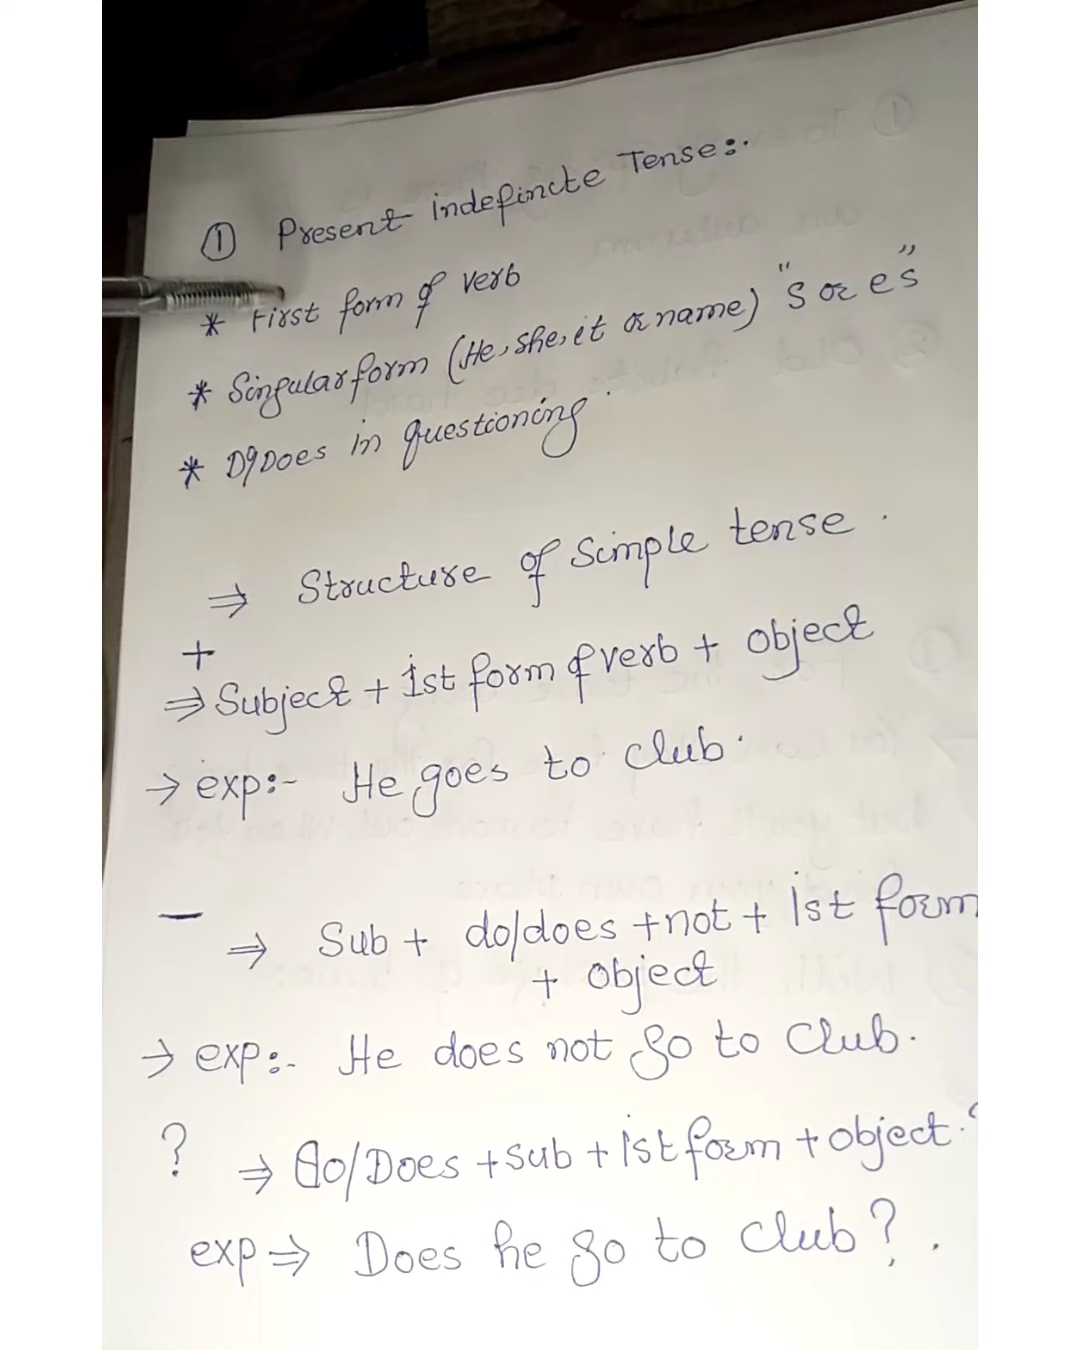 ① Present indefincte Tense:.
* First form of verb
* Singular form (He, she, it or name) "s or es"
* Do/Does in questioning.
⇒ Structure of Simple tense.
+
⇒ Subject + 1st form of verb + object
→ exp:- He goes to club.
—
⇒ Sub + do/does + not + 1st form
+ object
→ exp:- He does not go to club.
?
⇒ Do/Does + sub + 1st form + object.?
exp ⇒ Does he go to club?.